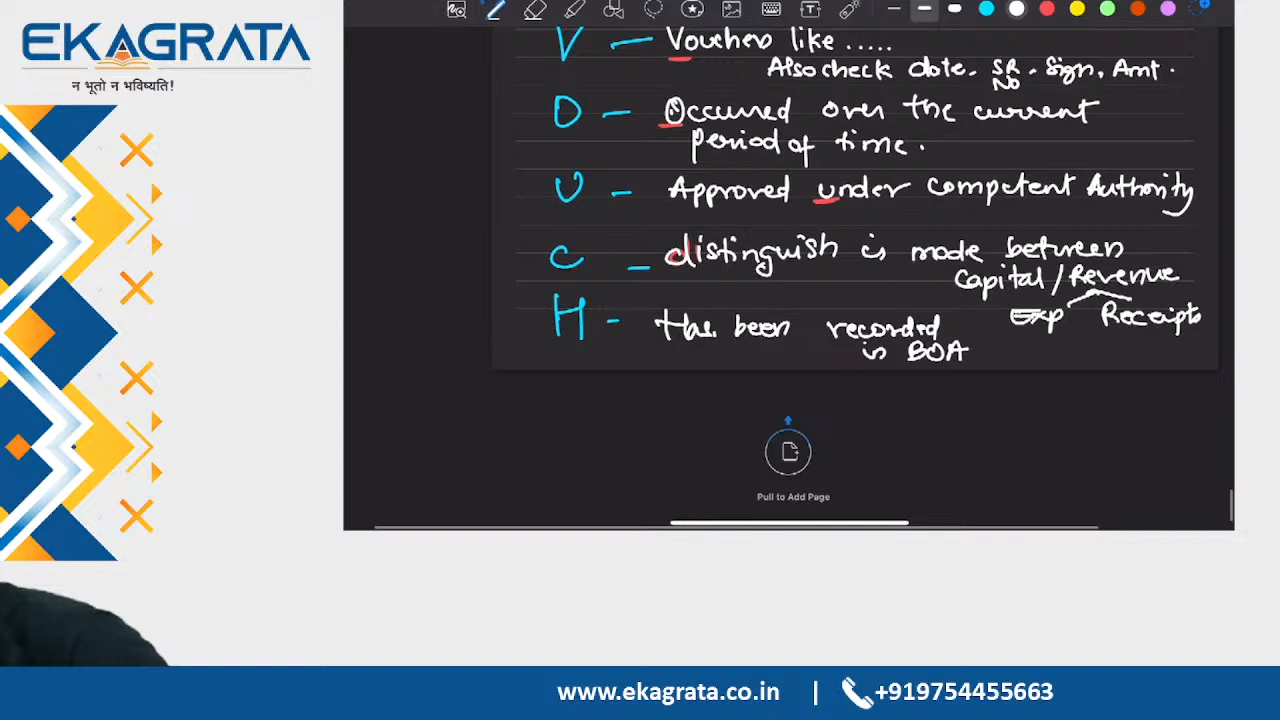 EKAGRATA
न भूतो न भविष्यति!
V — Vouchers like .....
Also check date. SR NO. Sign. Amt.
O — Occured over the current
period of time.
U - Approved under competent Authority
C - distinguish is made between
Capital / Revenue
Exp Receipts
H - Has been recorded
in BOA
Pull to Add Page
www.ekagrata.co.in | +919754455663